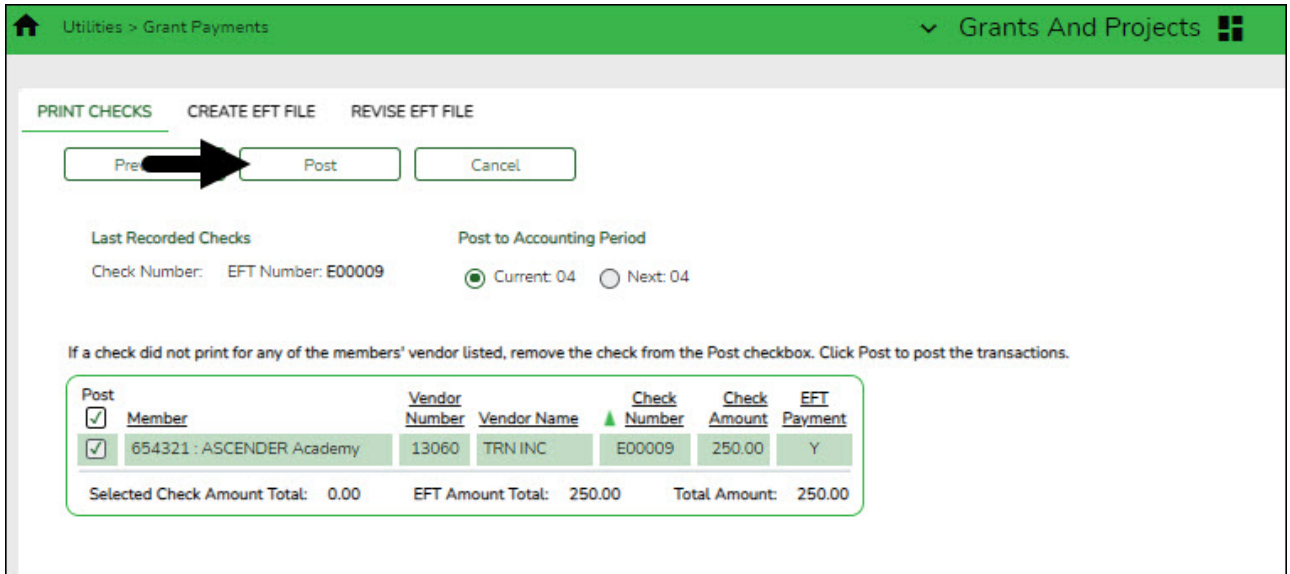 Utilities > Grant Payments
Grants And Projects
PRINT CHECKS CREATE EFT FILE REVISE EFT FILE
Post Cancel
Last Recorded Checks Post to Accounting Period
Check Number: EFT Number: E00009 Current: 04 Next: 04
If a check did not print for any of the members' vendor listed, remove the check from the Post checkbox. Click Post to post the transactions.
Post Vendor Check Check EFT
Member Number Vendor Name Number Amount Payment
654321 : ASCENDER Academy 13060 TRN INC E00009 250.00 Y
Selected Check Amount Total: 0.00 EFT Amount Total: 250.00 Total Amount: 250.00